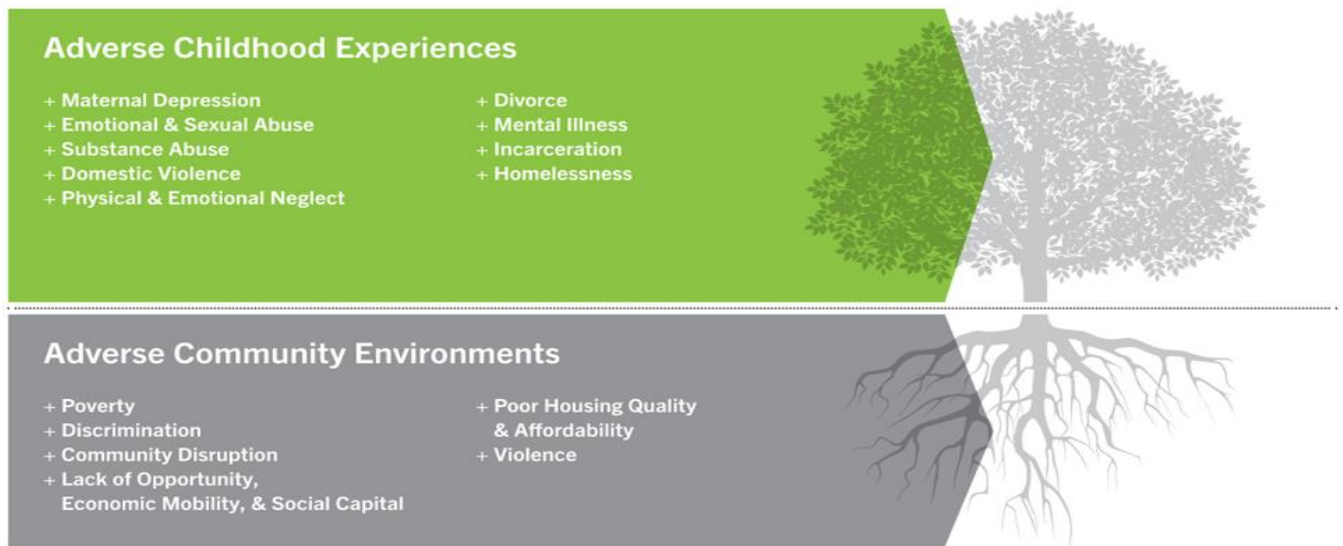 Adverse Childhood Experiences
+ Maternal Depression
+ Emotional & Sexual Abuse
+ Substance Abuse
+ Domestic Violence
+ Physical & Emotional Neglect
+ Divorce
+ Mental Illness
+ Incarceration
+ Homelessness
Adverse Community Environments
+ Poverty
+ Discrimination
+ Community Disruption
+ Lack of Opportunity,
Economic Mobility, & Social Capital
+ Poor Housing Quality
& Affordability
+ Violence